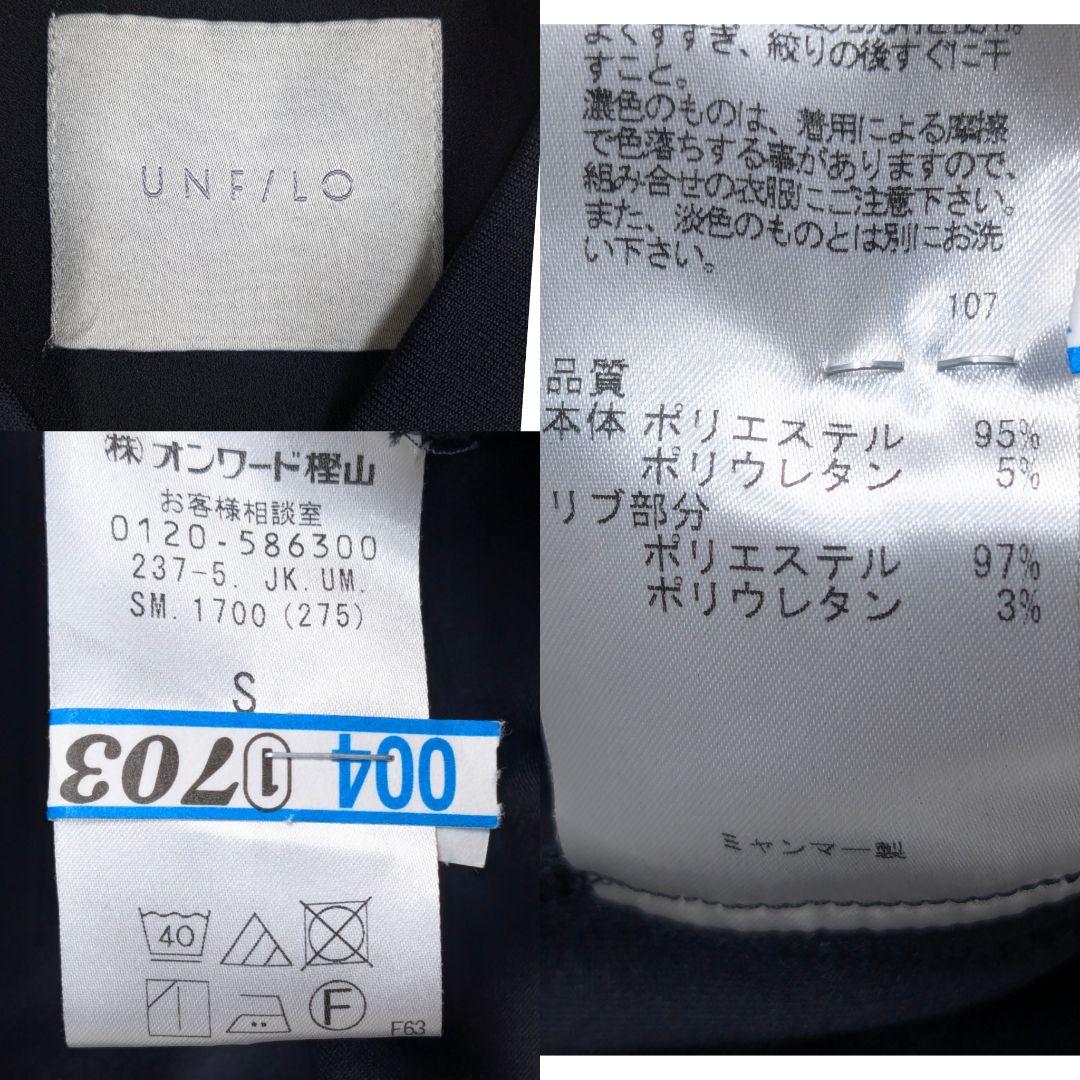 UNF/LO
よくすすぎ、絞りの後すぐに干
すこと。
濃色のものは、着用による摩擦
で色落ちする事がありますので、
組み合せの衣服にご注意下さい。
また、淡色のものとは別にお洗
い下さい。
107
品質
本体 ポリエステル 95%
ポリウレタン 5%
リブ部分
ポリエステル 97%
ポリウレタン 3%
ミャンマー製
㈱オンワード樫山
お客様相談室
0120-586300
237-5. JK. UM.
SM. 1700 (275)
S
004 ①703
40
F
F63